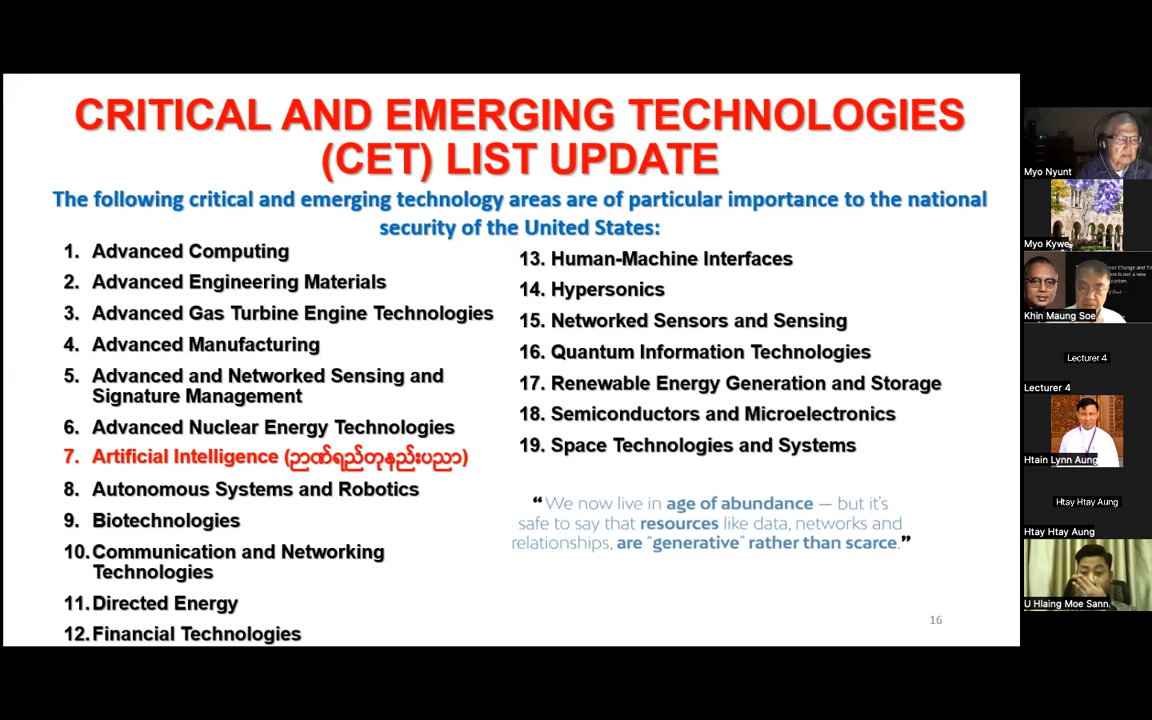 CRITICAL AND EMERGING TECHNOLOGIES
(CET) LIST UPDATE
The following critical and emerging technology areas are of particular importance to the national
security of the United States:
1. Advanced Computing
2. Advanced Engineering Materials
3. Advanced Gas Turbine Engine Technologies
4. Advanced Manufacturing
5. Advanced and Networked Sensing and
Signature Management
6. Advanced Nuclear Energy Technologies
7. Artificial Intelligence (ဉာဏ်ရည်တုနည်းပညာ)
8. Autonomous Systems and Robotics
9. Biotechnologies
10. Communication and Networking
Technologies
11. Directed Energy
12. Financial Technologies
13. Human-Machine Interfaces
14. Hypersonics
15. Networked Sensors and Sensing
16. Quantum Information Technologies
17. Renewable Energy Generation and Storage
18. Semiconductors and Microelectronics
19. Space Technologies and Systems
“We now live in age of abundance — but it’s
safe to say that resources like data, networks and
relationships, are “generative” rather than scarce.”
16
Myo Nyunt
Myo Kywe
Khin Maung Soe
Lecturer 4
Lecturer 4
Htain Lynn Aung
Htay Htay Aung
Htay Htay Aung
U Hlaing Moe Sann